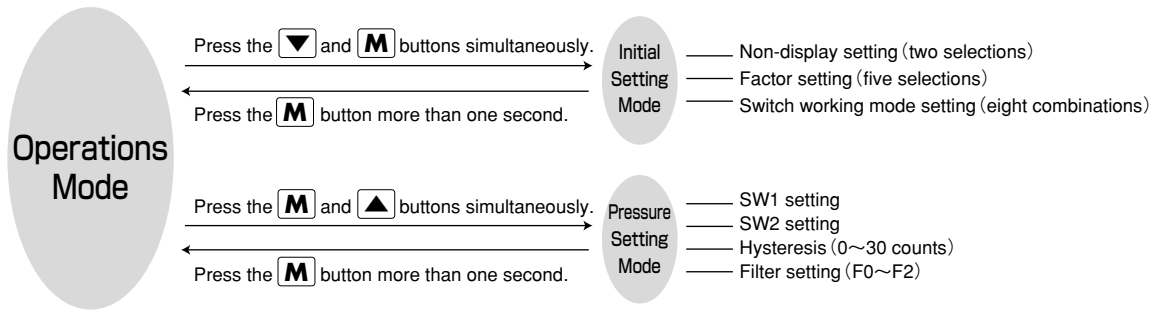 Operations
Mode
Press the ▼ and M buttons simultaneously.
Press the M button more than one second.
Initial
Setting
Mode
Non-display setting (two selections)
Factor setting (five selections)
Switch working mode setting (eight combinations)
Press the M and ▲ buttons simultaneously.
Press the M button more than one second.
Pressure
Setting
Mode
SW1 setting
SW2 setting
Hysteresis (0〜30 counts)
Filter setting (F0〜F2)